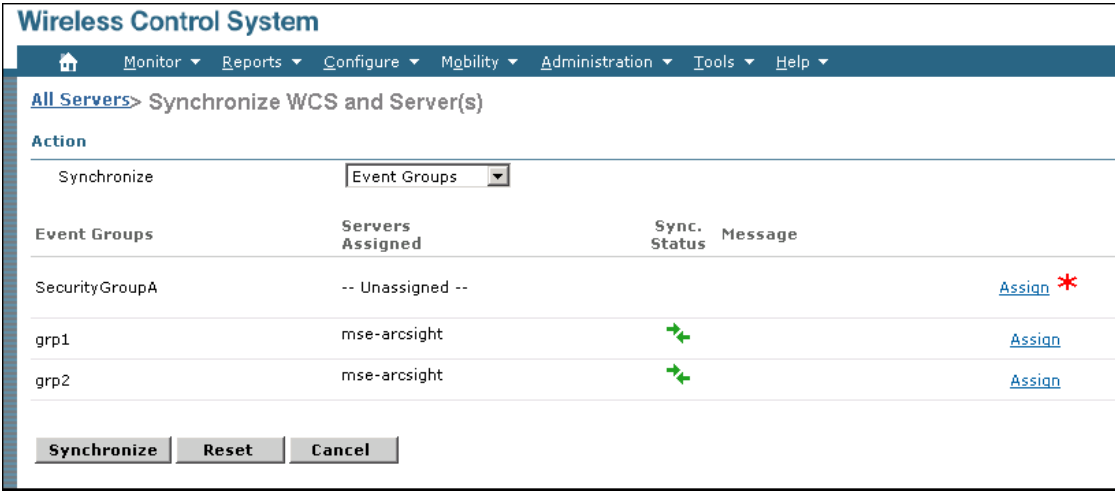 Wireless Control System
Monitor Reports Configure Mobility Administration Tools Help
All Servers> Synchronize WCS and Server(s)
Action
Synchronize Event Groups
Event Groups Servers Assigned Sync. Status Message
SecurityGroupA -- Unassigned -- Assign *
grp1 mse-arcsight Assign
grp2 mse-arcsight Assign
Synchronize Reset Cancel